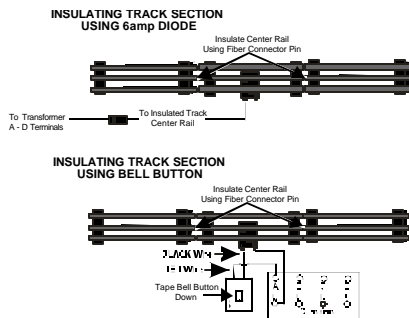 INSULATING TRACK SECTION
USING 6amp DIODE
Insulate Center Rail
Using Fiber Connector Pin
To Transformer
A - D Terminals
To Insulated Track
Center Rail
INSULATING TRACK SECTION
USING BELL BUTTON
Insulate Center Rail
Using Fiber Connector Pin
Tape Bell Button
Down